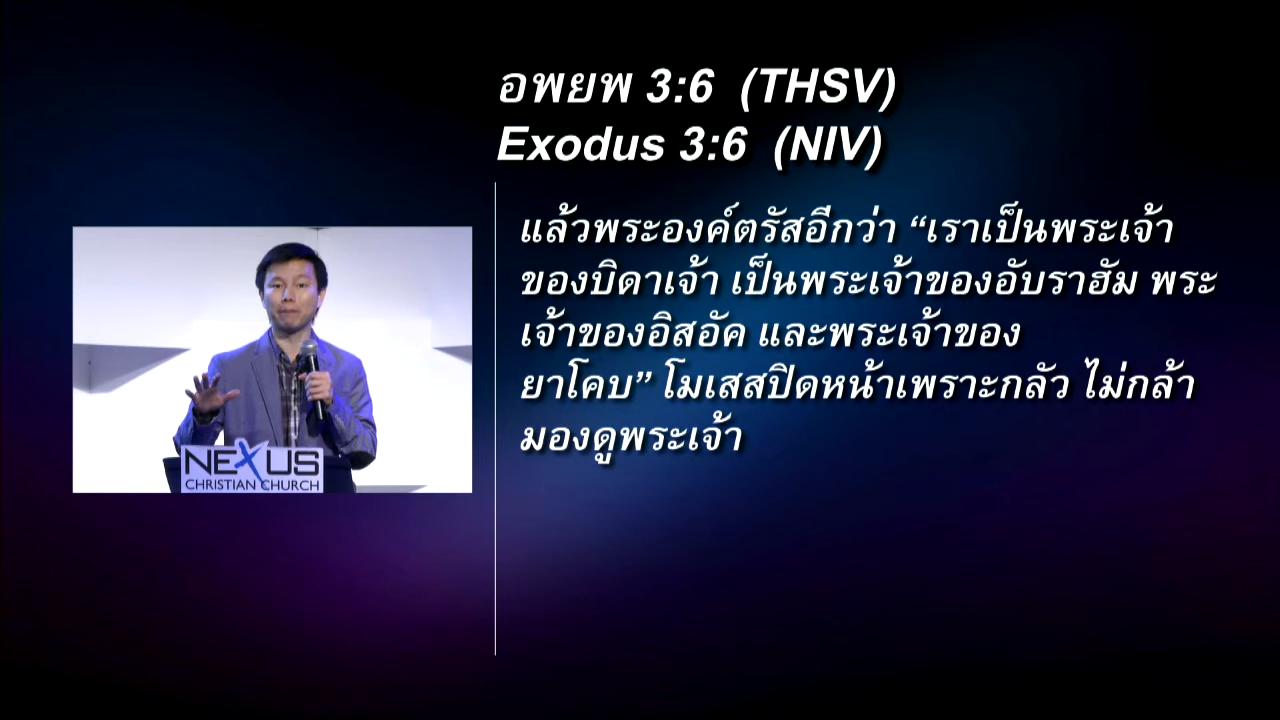 อพยพ 3:6 (THSV)
Exodus 3:6 (NIV)
แล้วพระองค์ตรัสอีกว่า “เราเป็นพระเจ้า
ของบิดาเจ้า เป็นพระเจ้าของอับราฮัม พระ
เจ้าของอิสอัค และพระเจ้าของ
ยาโคบ” โมเสสปิดหน้าเพราะกลัว ไม่กล้า
มองดูพระเจ้า
NEXUS
CHRISTIAN CHURCH